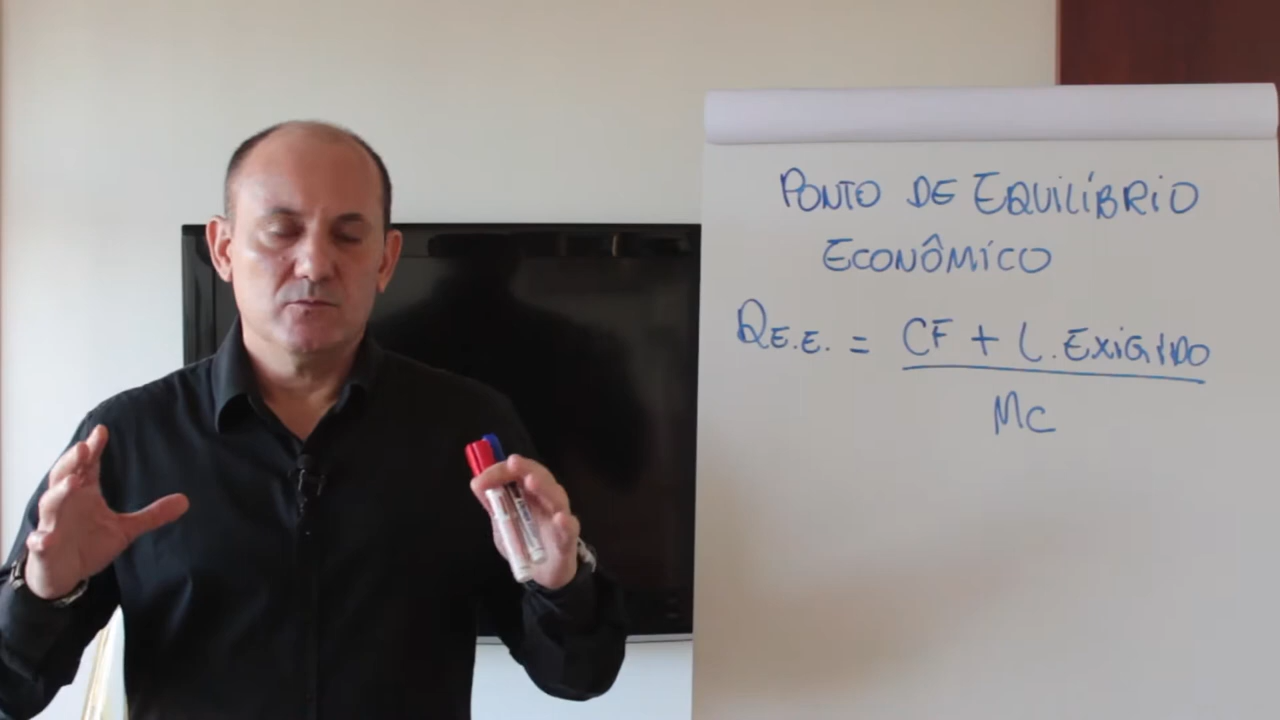 PONTO DE EQUILÍBRIO
ECONÔMICO
QE.E. = CF + L. EXIGIDO
MC